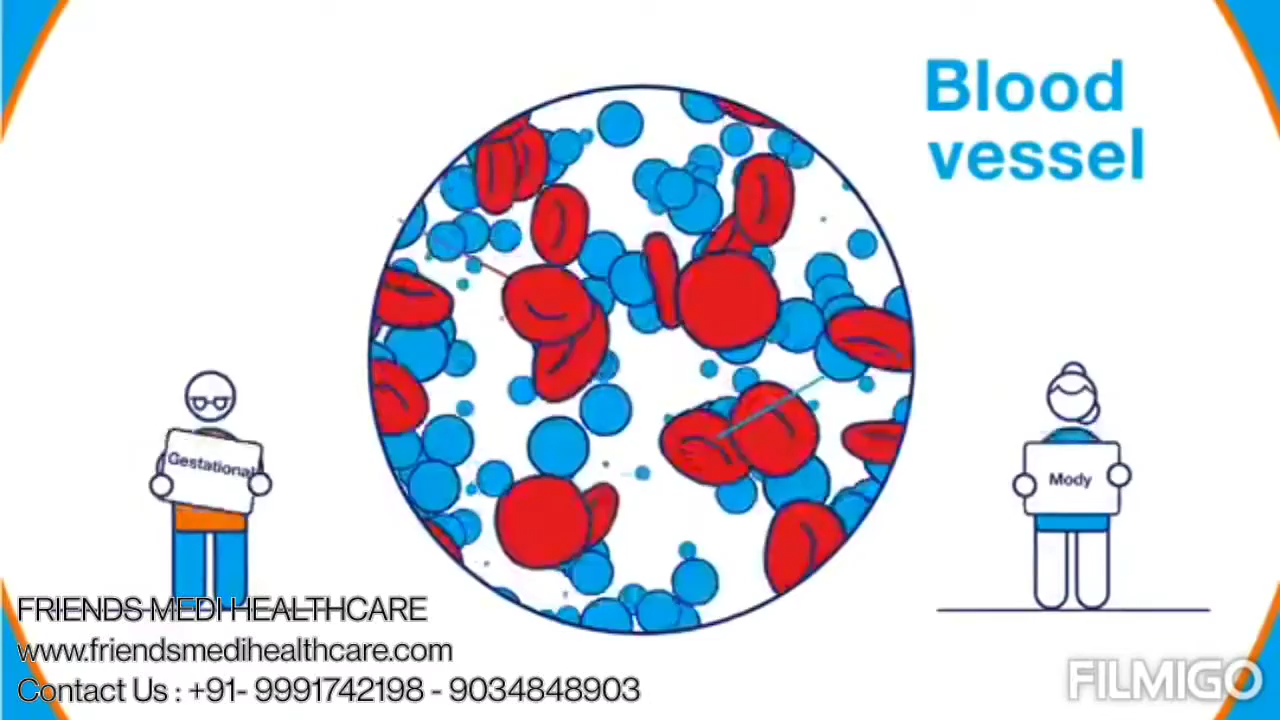 Blood
vessel
Gestational
Mody
FRIENDS MEDI HEALTHCARE
www.friendsmedihealthcare.com
Contact Us : +91- 9991742198 - 9034848903
FILMIGO